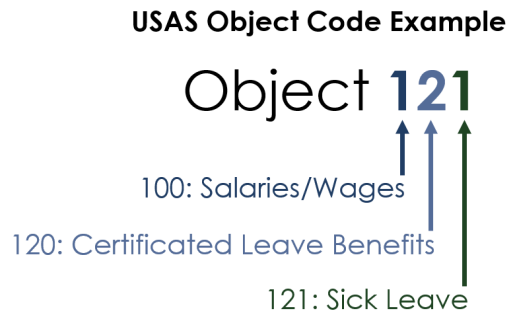 USAS Object Code Example
Object 121
100: Salaries/Wages
120: Certificated Leave Benefits
121: Sick Leave